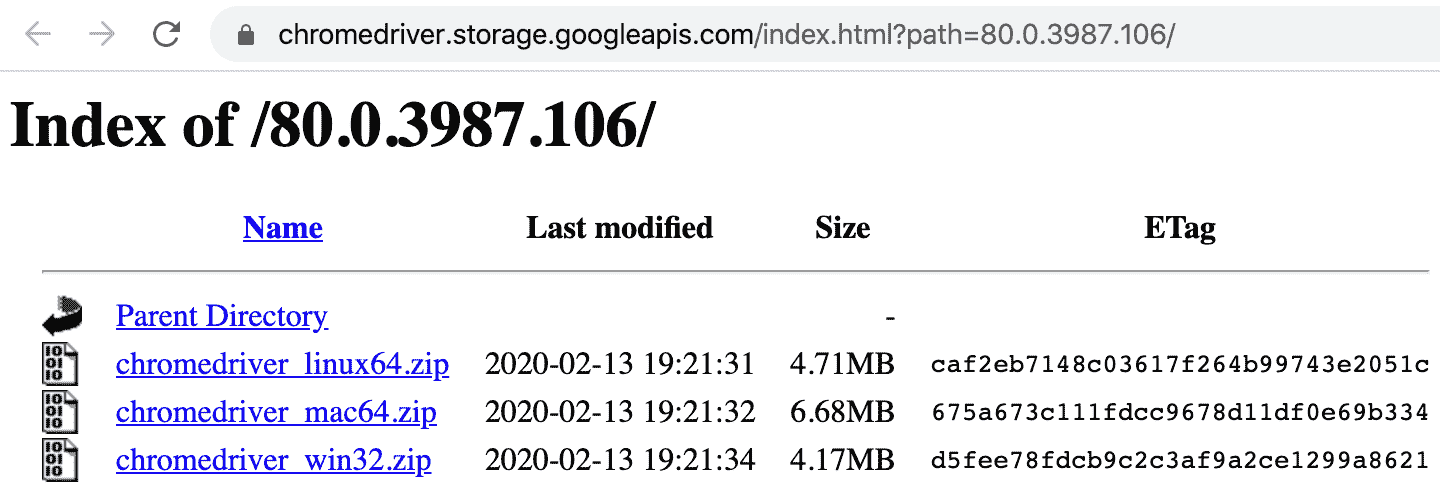 chromedriver.storage.googleapis.com/index.html?path=80.0.3987.106/
Index of /80.0.3987.106/
Name Last modified Size ETag
Parent Directory -
chromedriver_linux64.zip 2020-02-13 19:21:31 4.71MB caf2eb7148c03617f264b99743e2051c
chromedriver_mac64.zip 2020-02-13 19:21:32 6.68MB 675a673c111fdcc9678d11df0e69b334
chromedriver_win32.zip 2020-02-13 19:21:34 4.17MB d5fee78fdcb9c2c3af9a2ce1299a8621